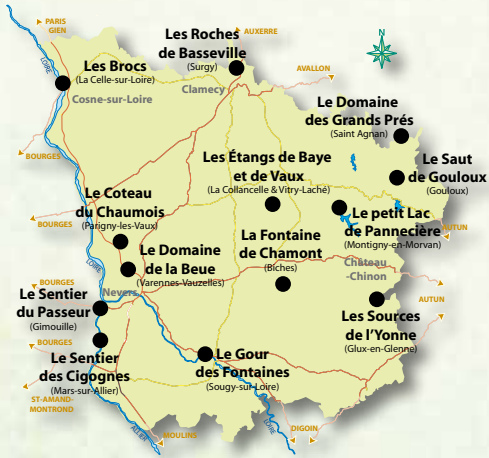 PARIS
GIEN
AUXERRE
Les Roches
de Basseville
(Surgy)
LOIRE
Les Brocs
(La Celle-sur-Loire)
AVALLON
Cosne-sur-Loire
Clamecy
Le Domaine
des Grands Prés
(Saint Agnan)
BOURGES
Les Étangs de Baye
et de Vaux
(La Collancelle & Vitry-Laché)
Le Saut
de Gouloux
(Gouloux)
Le Coteau
du Chaumois
(Parigny-les-Vaux)
BOURGES
Le petit Lac
de Pannecière
(Montigny-en-Morvan)
AUTUN
La Fontaine
de Chamont
(Biches)
Le Domaine
de la Beue
(Varennes-Vauzelles)
LOIRE
Château
-Chinon
BOURGES
Nevers
Le Sentier
du Passeur
(Gimouille)
AUTUN
Les Sources
de l'Yonne
(Glux-en-Glenne)
BOURGES
Le Sentier
des Cigognes
(Mars-sur-Allier)
Le Gour
des Fontaines
(Sougy-sur-Loire)
ST-AMAND-
MONTROND
ALLIER
MOULINS
LOIRE
DIGOIN